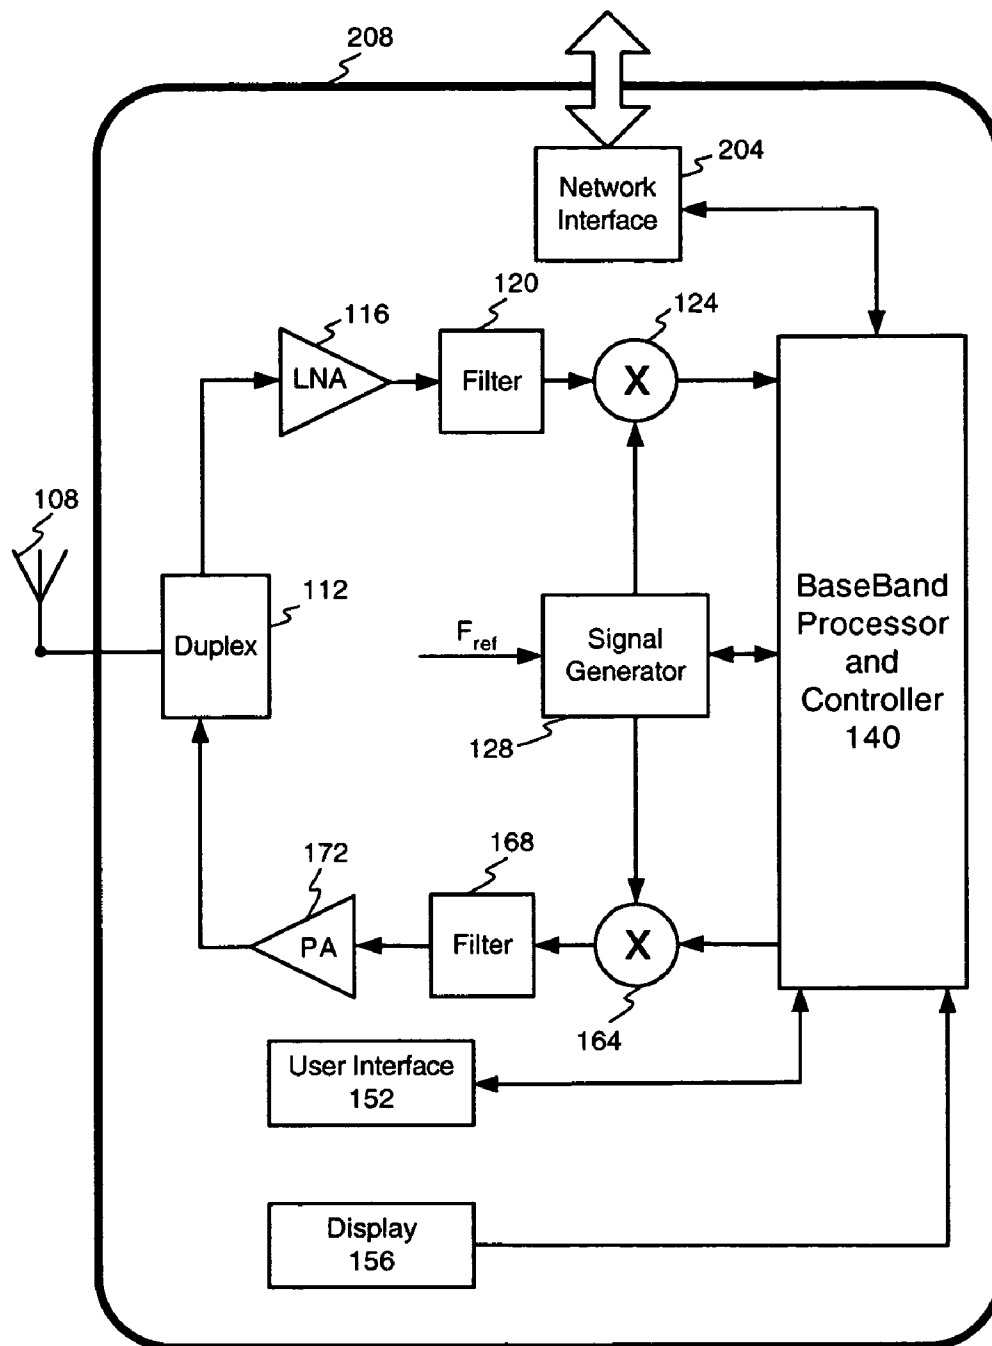 208
204
Network
Interface
116
120
124
LNA
Filter
X
108
112
Duplex
F_ref
Signal
Generator
128
BaseBand
Processor
and
Controller
140
172
168
PA
Filter
X
164
User Interface
152
Display
156